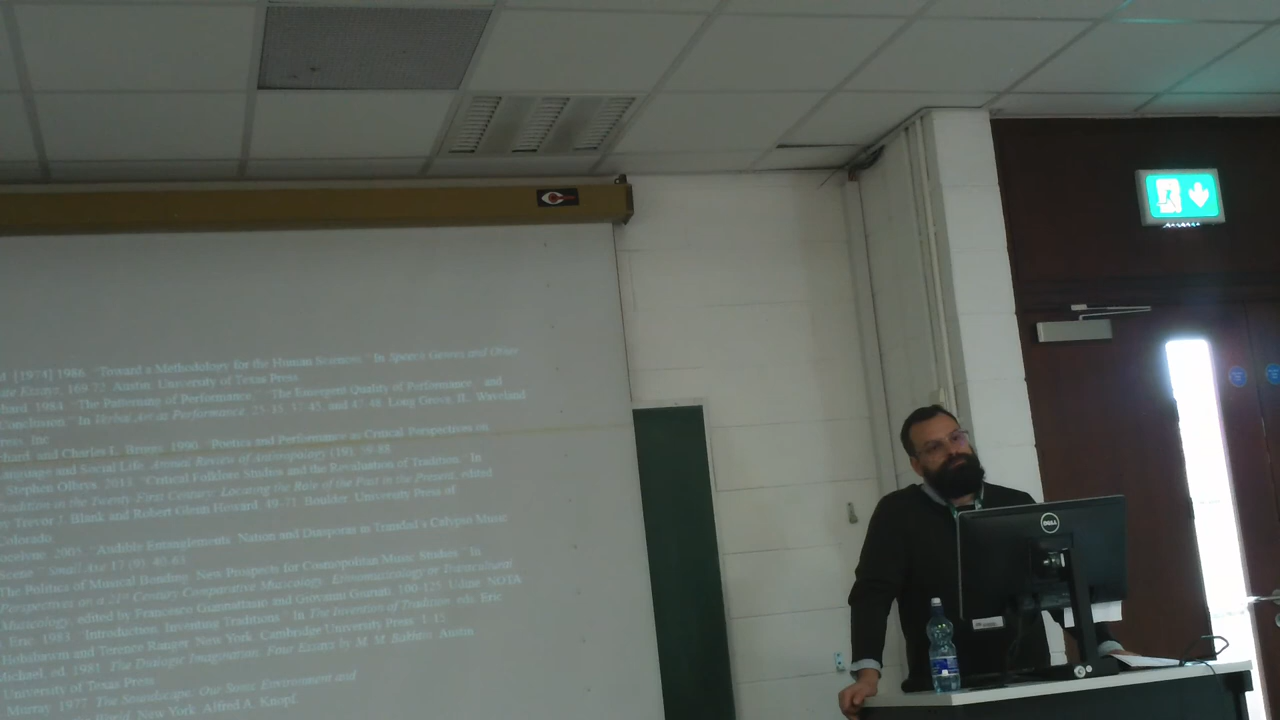 [1974] 1986. "Toward a Methodology for the Human Sciences." In Speech Genres and Other
Essays, 169-72. Austin: University of Texas Press.
1984. "The Patterning of Performance," "The Emergent Quality of Performance," and
Conclusion." In Verbal Art as Performance, 25-35, 37-45, and 47-48. Long Grove, IL: Waveland
Press, Inc.
and Charles L. Briggs. 1990. "Poetics and Performance as Critical Perspectives on
Language and Social Life. Annual Review of Anthropology (19): 59-88.
Stephen Olbrys. 2013. "Critical Folklore Studies and the Revaluation of Tradition." In
Tradition in the Twenty-First Century: Locating the Role of the Past in the Present, edited
by Trevor J. Blank and Robert Glenn Howard, 49-71. Boulder: University Press of
Colorado.
2005. "Audible Entanglements: Nation and Diasporas in Trinidad's Calypso Music
Scene." Small Axe 17 (9): 40-63.
The Politics of Musical Bonding. New Prospects for Cosmopolitan Music Studies." In
Perspectives on a 21st Century Comparative Musicology: Ethnomusicology or Transcultural
Musicology, edited by Francesco Giannattasio and Giovanni Giuriati, 100-125. Udine: NOTA
Eric. 1983. "Introduction: Inventing Traditions." In The Invention of Tradition, eds. Eric
Hobsbawm and Terence Ranger. New York: Cambridge University Press: 1-15.
Michael, ed. 1981. The Dialogic Imagination: Four Essays by M. M. Bakhtin. Austin:
University of Texas Press.
Murray. 1977. The Soundscape: Our Sonic Environment and
World. New York: Alfred A. Knopf.
DELL